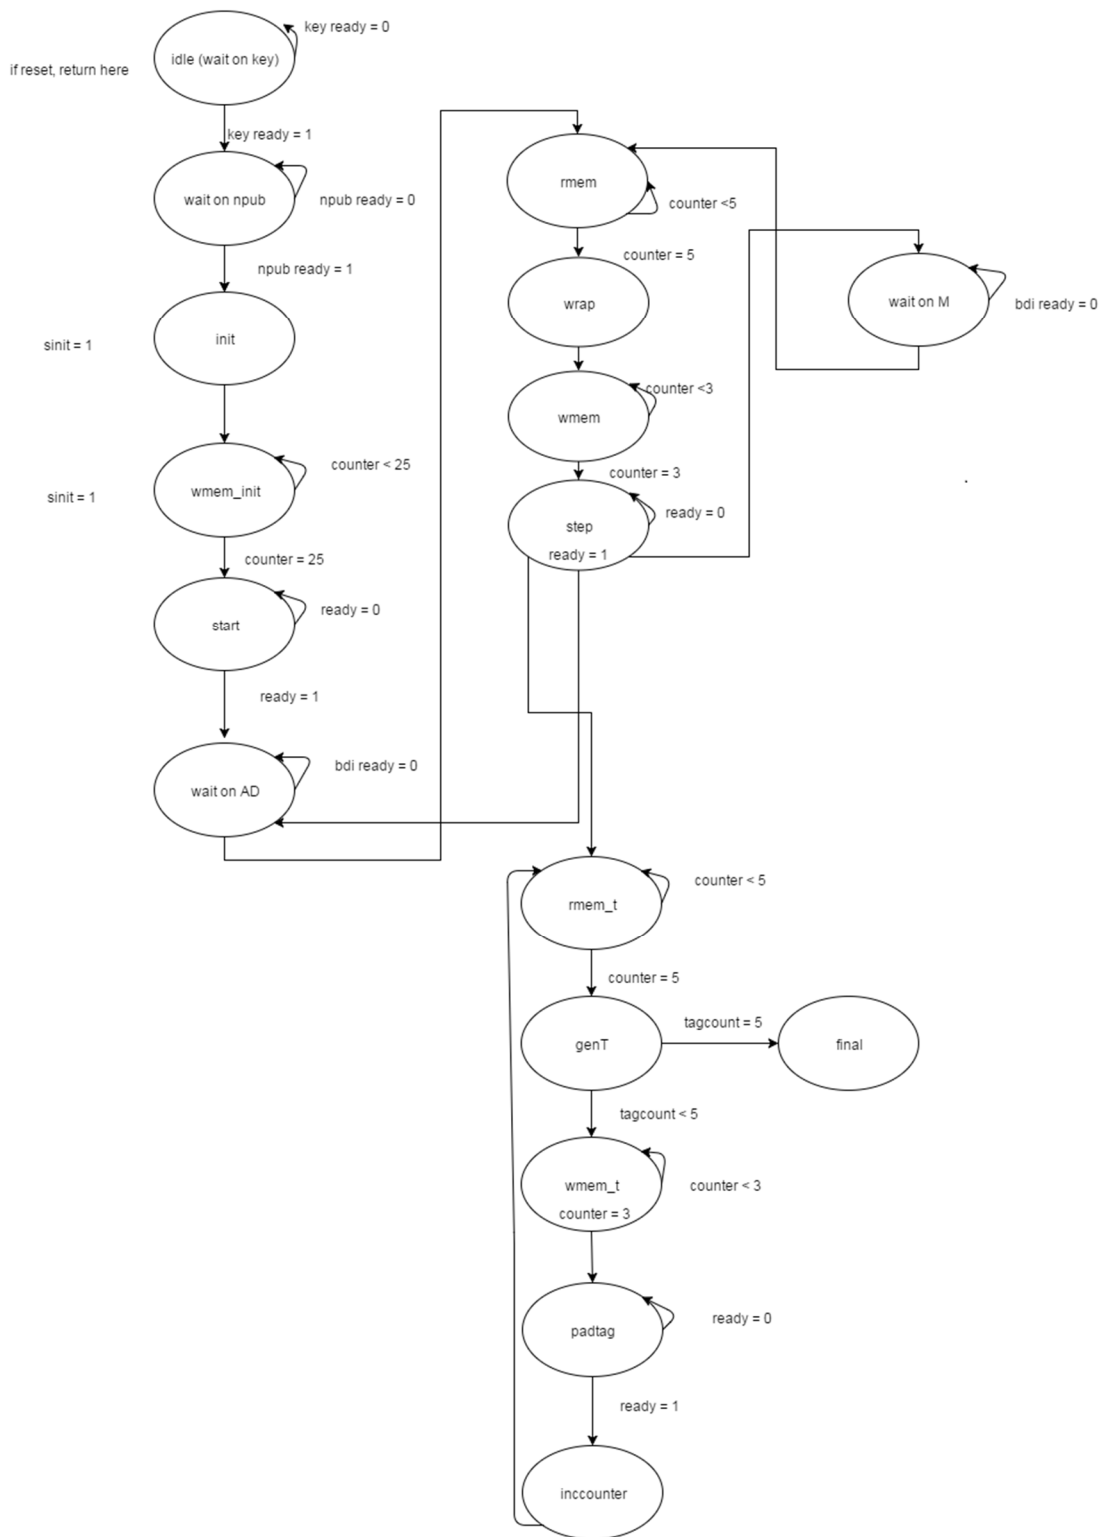 key ready = 0
idle (wait on key)
if reset, return here
key ready = 1
wait on npub
npub ready = 0
npub ready = 1
init
sinit = 1
wmem_init
counter < 25
sinit = 1
counter = 25
start
ready = 0
ready = 1
wait on AD
bdi ready = 0
rmem
counter <5
counter = 5
wrap
wait on M
bdi ready = 0
counter <3
wmem
counter = 3
step
ready = 0
ready = 1
rmem_t
counter < 5
counter = 5
genT
tagcount = 5
final
tagcount < 5
wmem_t
counter < 3
counter = 3
padtag
ready = 0
ready = 1
inccounter